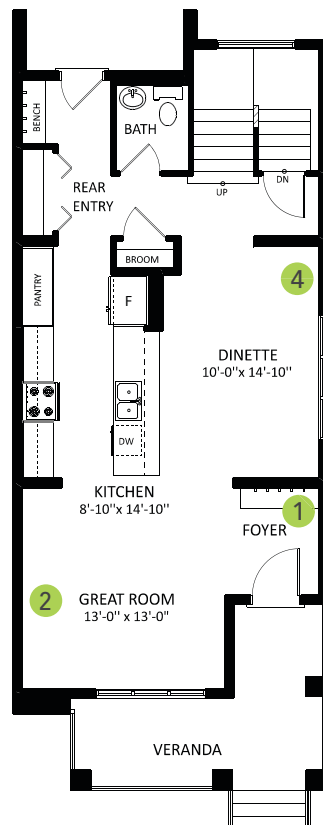 BENCH
BATH
REAR
ENTRY
UP
DN
BROOM
PANTRY
F
4
DINETTE
10'-0"x 14'-10"
DW
KITCHEN
8'-10"x 14'-10"
1
FOYER
2
GREAT ROOM
13'-0" x 13'-0"
VERANDA